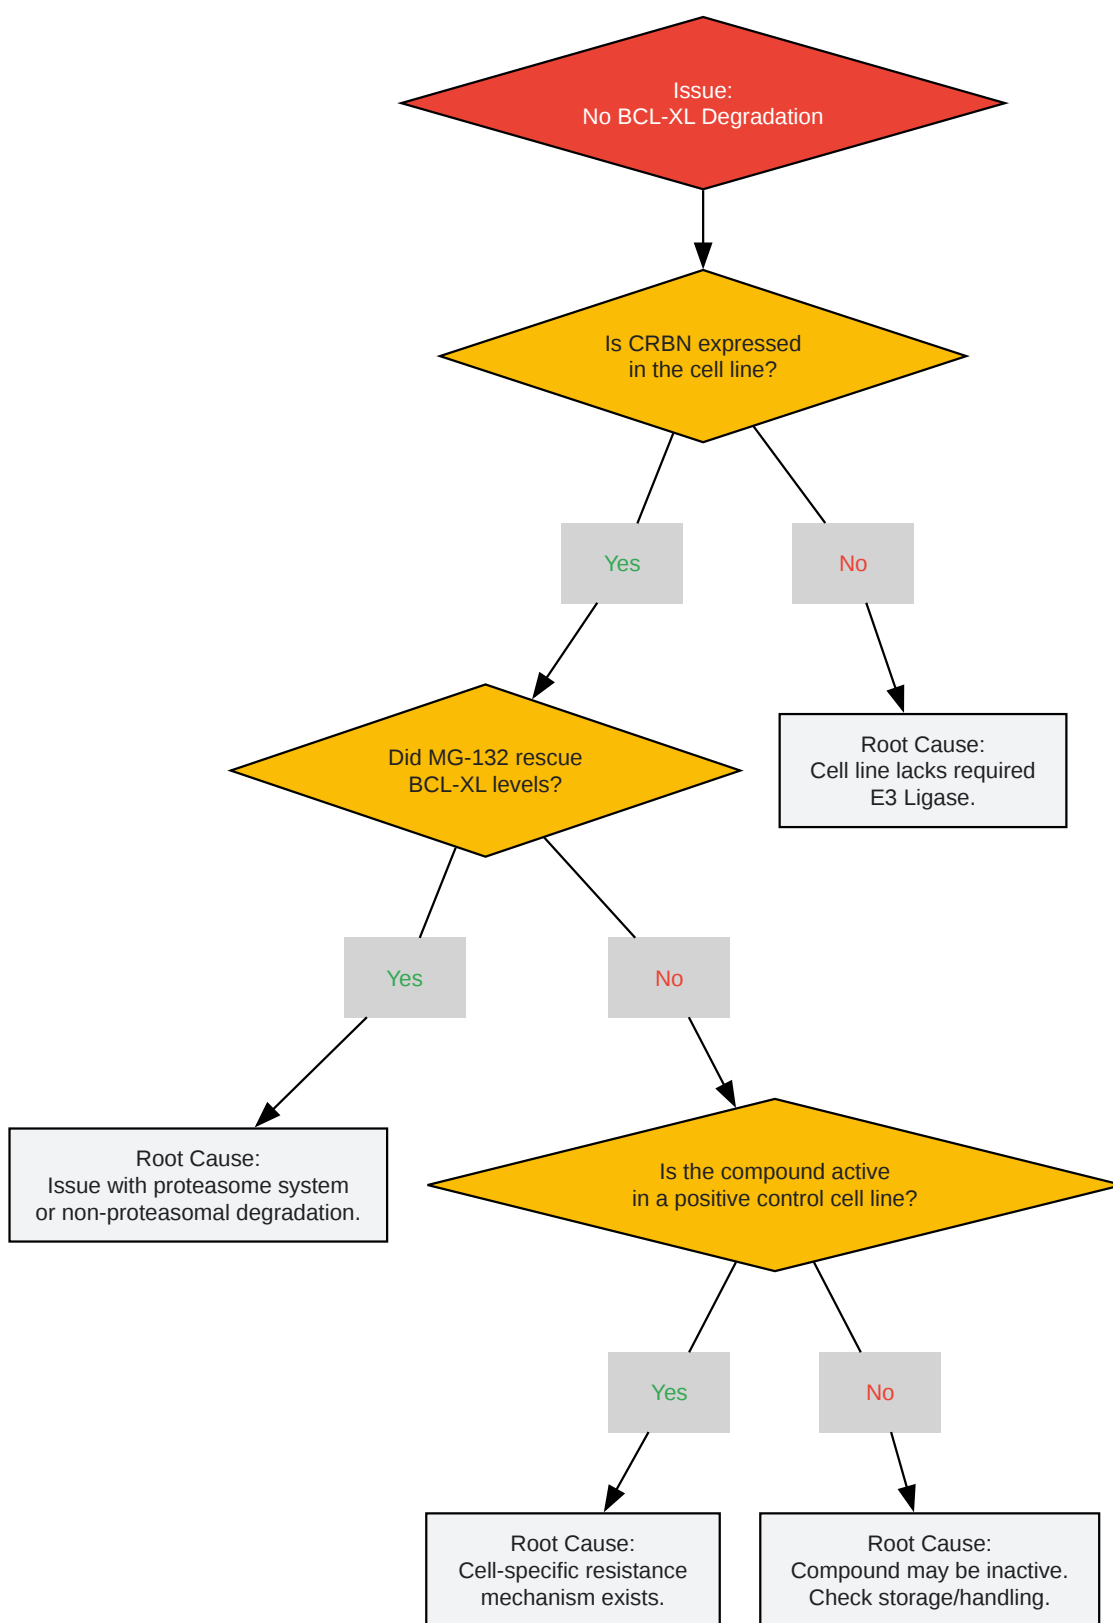 Issue:
No BCL-XL Degradation
Is CRBN expressed
in the cell line?
Yes
No
Root Cause:
Cell line lacks required
E3 Ligase.
Did MG-132 rescue
BCL-XL levels?
Yes
No
Root Cause:
Issue with proteasome system
or non-proteasomal degradation.
Is the compound active
in a positive control cell line?
Yes
No
Root Cause:
Cell-specific resistance
mechanism exists.
Root Cause:
Compound may be inactive.
Check storage/handling.